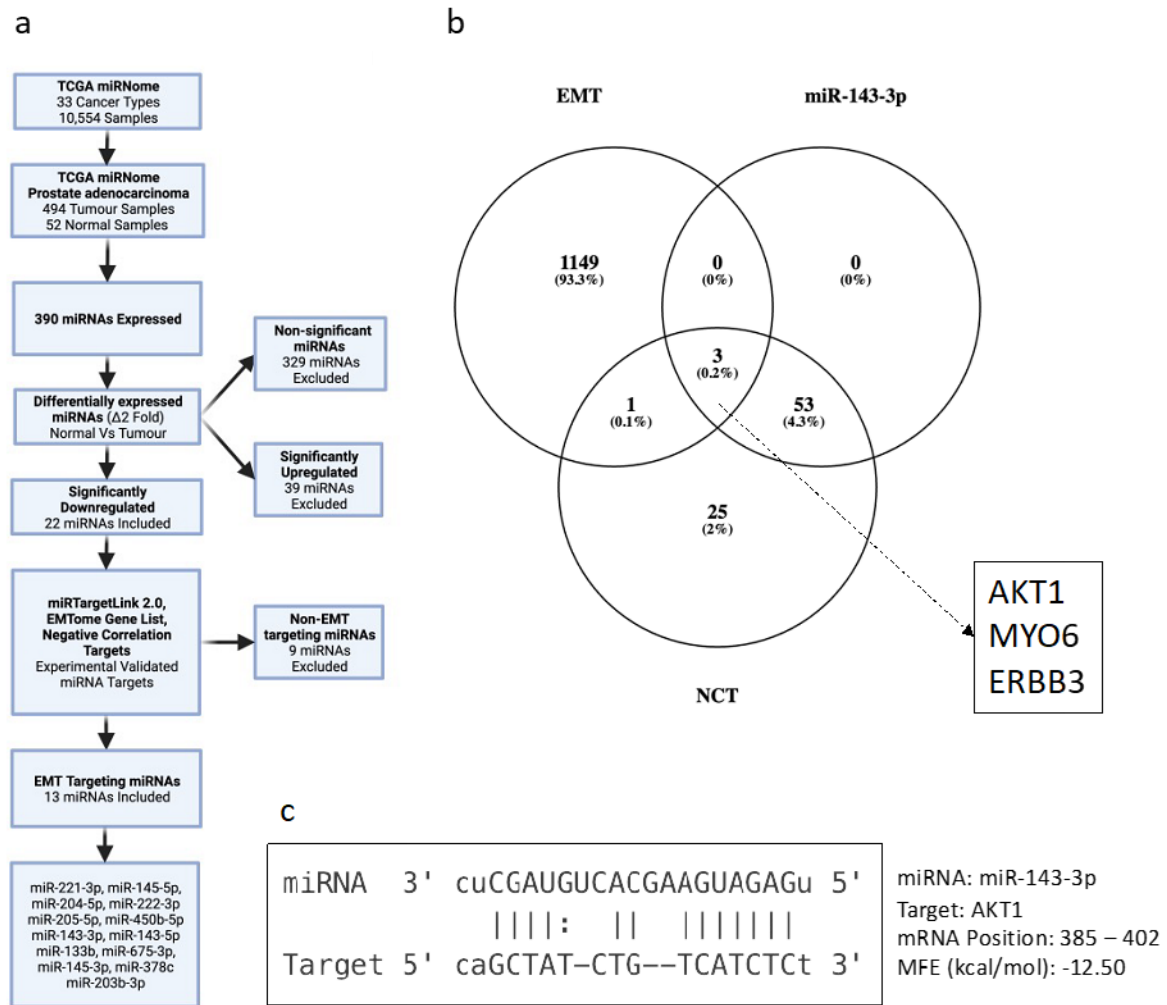 a
TCGA miRNome
33 Cancer Types
10,554 Samples
TCGA miRNome
Prostate adenocarcinoma
494 Tumour Samples
52 Normal Samples
390 miRNAs Expressed
Non-significant
miRNAs
329 miRNAs
Excluded
Differentially expressed
miRNAs (Δ2 Fold)
Normal Vs Tumour
Significantly
Upregulated
39 miRNAs
Excluded
Significantly
Downregulated
22 miRNAs Included
miRTargetLink 2.0,
EMTome Gene List,
Negative Correlation
Targets
Experimental Validated
miRNA Targets
Non-EMT
targeting miRNAs
9 miRNAs
Excluded
EMT Targeting miRNAs
13 miRNAs Included
miR-221-3p, miR-145-5p,
miR-204-5p, miR-222-3p
miR-205-5p, miR-450b-5p
miR-143-3p, miR-143-5p
miR-133b, miR-675-3p,
miR-145-3p, miR-378c
miR-203b-3p
b
EMT
miR-143-3p
1149
(93.3%)
0
(0%)
0
(0%)
3
(0.2%)
1
(0.1%)
53
(4.3%)
25
(2%)
NCT
AKT1
MYO6
ERBB3
c
miRNA 3' cuCGAUGUCACGAAGUAGAGu 5'
||||: || |||||||
Target 5' caGCTAT–CTG––TCATCTCt 3'
miRNA: miR-143-3p
Target: AKT1
mRNA Position: 385 – 402
MFE (kcal/mol): -12.50